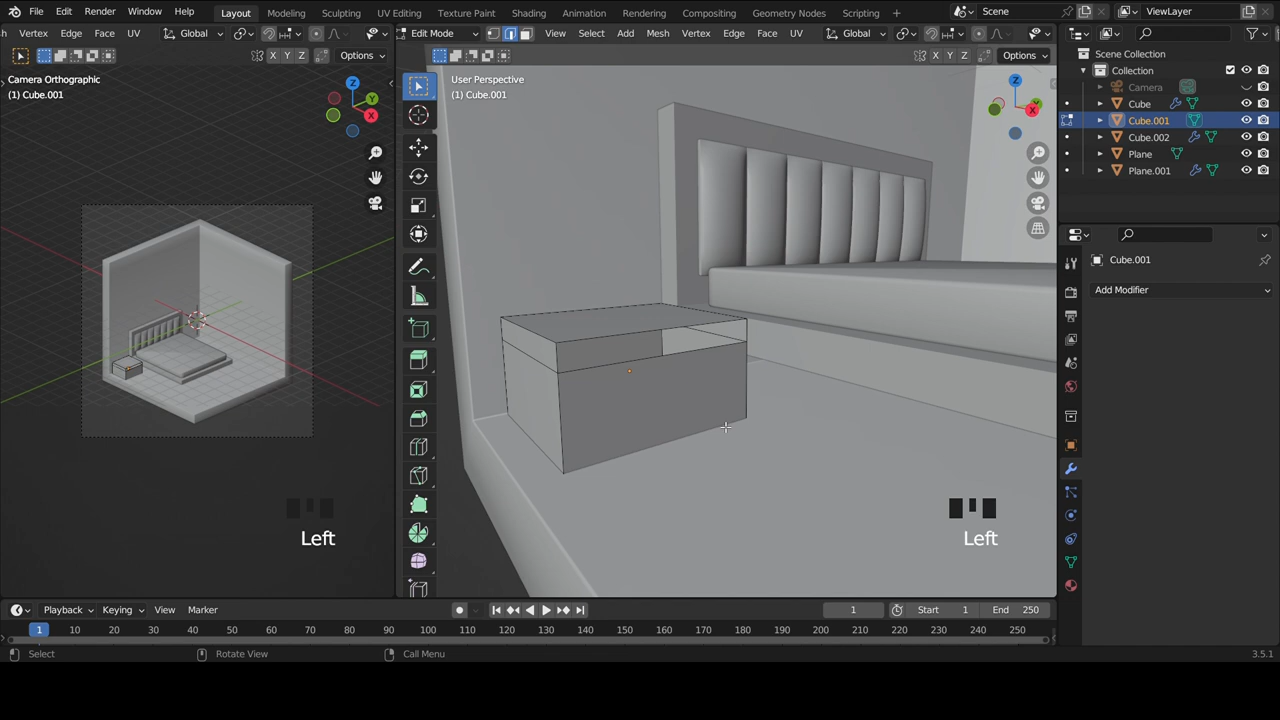 File Edit Render Window Help Layout Modeling Sculpting UV Editing Texture Paint Shading Animation Rendering Compositing Geometry Nodes Scripting + Scene ViewLayer
Vertex Edge Face UV Global
Edit Mode View Select Add Mesh Vertex Edge Face UV Global
X Y Z Options
X Y Z Options
Camera Orthographic
(1) Cube.001
User Perspective
(1) Cube.001
Z
Y
X
Z
X
Scene Collection
Collection
Camera
Cube
Cube.001
Cube.002
Plane
Plane.001
Cube.001
Add Modifier
Left
Left
Playback Keying View Marker 1 Start 1 End 250
1 10 20 30 40 50 60 70 80 90 100 110 120 130 140 150 160 170 180 190 200 210 220 230 240 250
Select Rotate View Call Menu 3.5.1